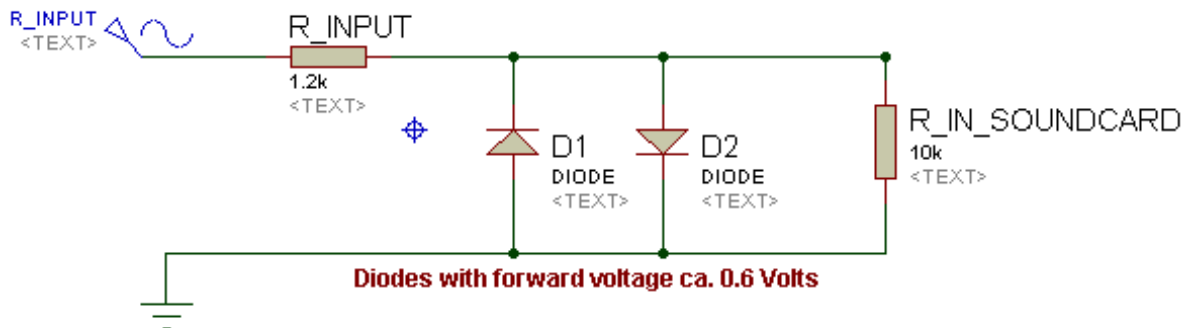 R_INPUT
<TEXT>
R_INPUT
1.2k
<TEXT>
D1
DIODE
<TEXT>
D2
DIODE
<TEXT>
R_IN_SOUNDCARD
10k
<TEXT>
Diodes with forward voltage ca. 0.6 Volts